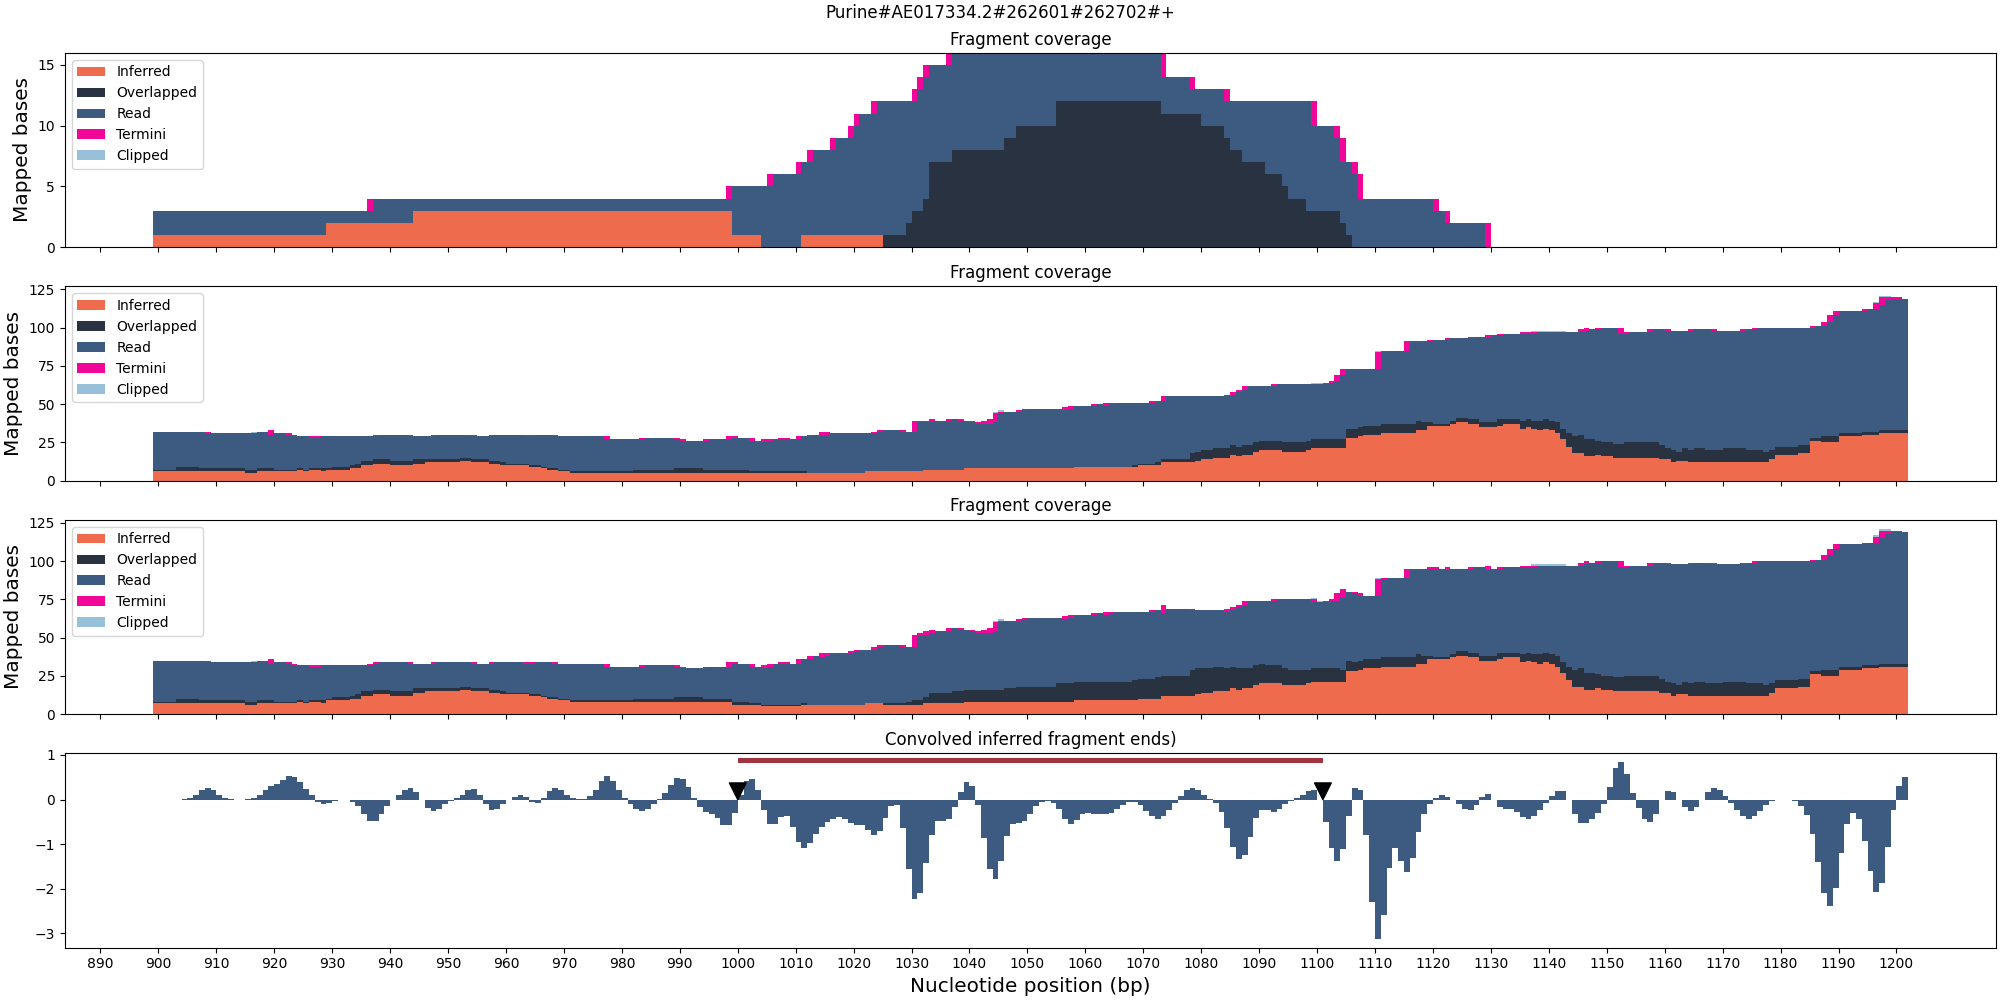 Purine#AE017334.2#262601#262702#+
Fragment coverage
Mapped bases
15
10
5
0
Inferred
Overlapped
Read
Termini
Clipped
Fragment coverage
Mapped bases
125
100
75
50
25
0
Inferred
Overlapped
Read
Termini
Clipped
Fragment coverage
Mapped bases
125
100
75
50
25
0
Inferred
Overlapped
Read
Termini
Clipped
Convolved inferred fragment ends)
1
0
−1
−2
−3
890 900 910 920 930 940 950 960 970 980 990 1000 1010 1020 1030 1040 1050 1060 1070 1080 1090 1100 1110 1120 1130 1140 1150 1160 1170 1180 1190 1200
Nucleotide position (bp)